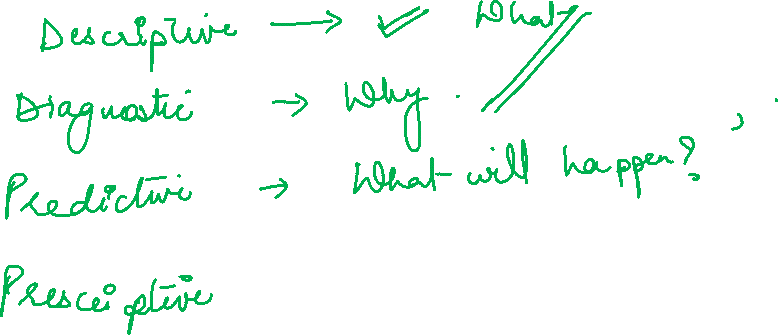 Descriptive → ✓ What
Diagnostic → Why.
Predictive → What will happen?
Prescriptive